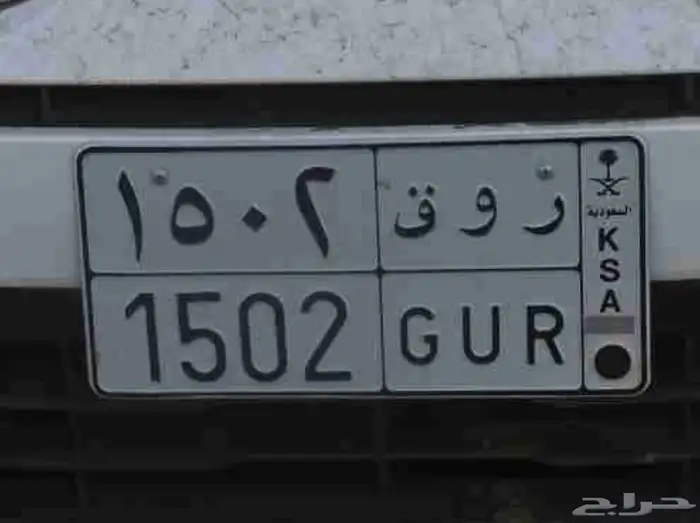 ١٥٠٢ ر و ق
1502 GUR
السعودية
K
S
A
حراج